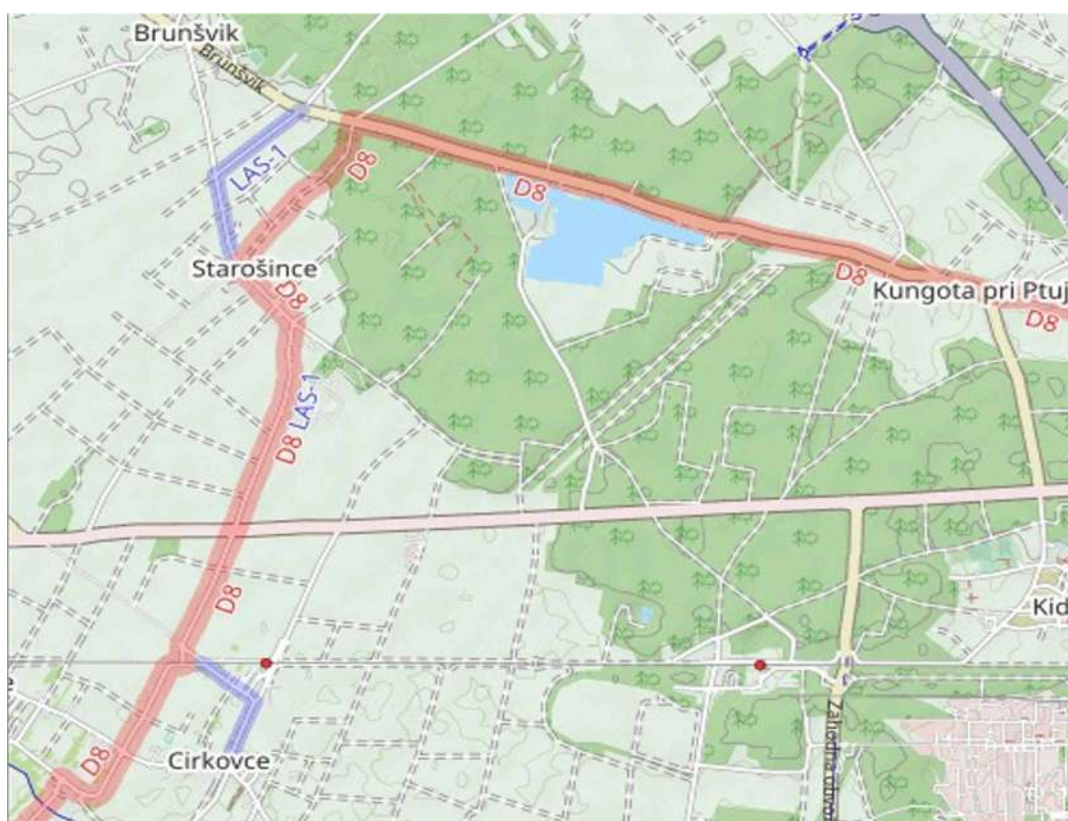 Brunšvik
Brunšvik
LAS-1
D8
D8
Starošince
D8
D8
Kungota pri Ptuj
D8
LAS-1
D8
D8
Kid
Cirkovce
D8